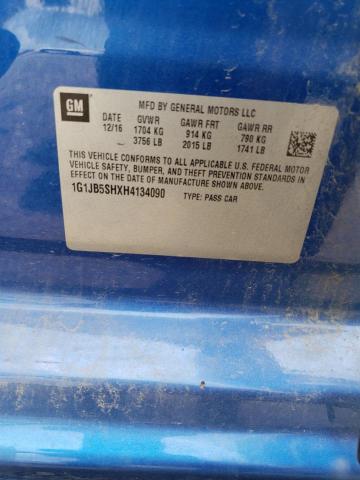 GM
MFD BY GENERAL MOTORS LLC
DATE GVWR GAWR FRT GAWR RR
12/16 1704 KG 914 KG 790 KG
3756 LB 2015 LB 1741 LB
THIS VEHICLE CONFORMS TO ALL APPLICABLE U.S. FEDERAL MOTOR
VEHICLE SAFETY, BUMPER, AND THEFT PREVENTION STANDARDS
IN EFFECT ON THE DATE OF MANUFACTURE SHOWN ABOVE.
1G1JB5SHXH4134090 TYPE: PASS CAR